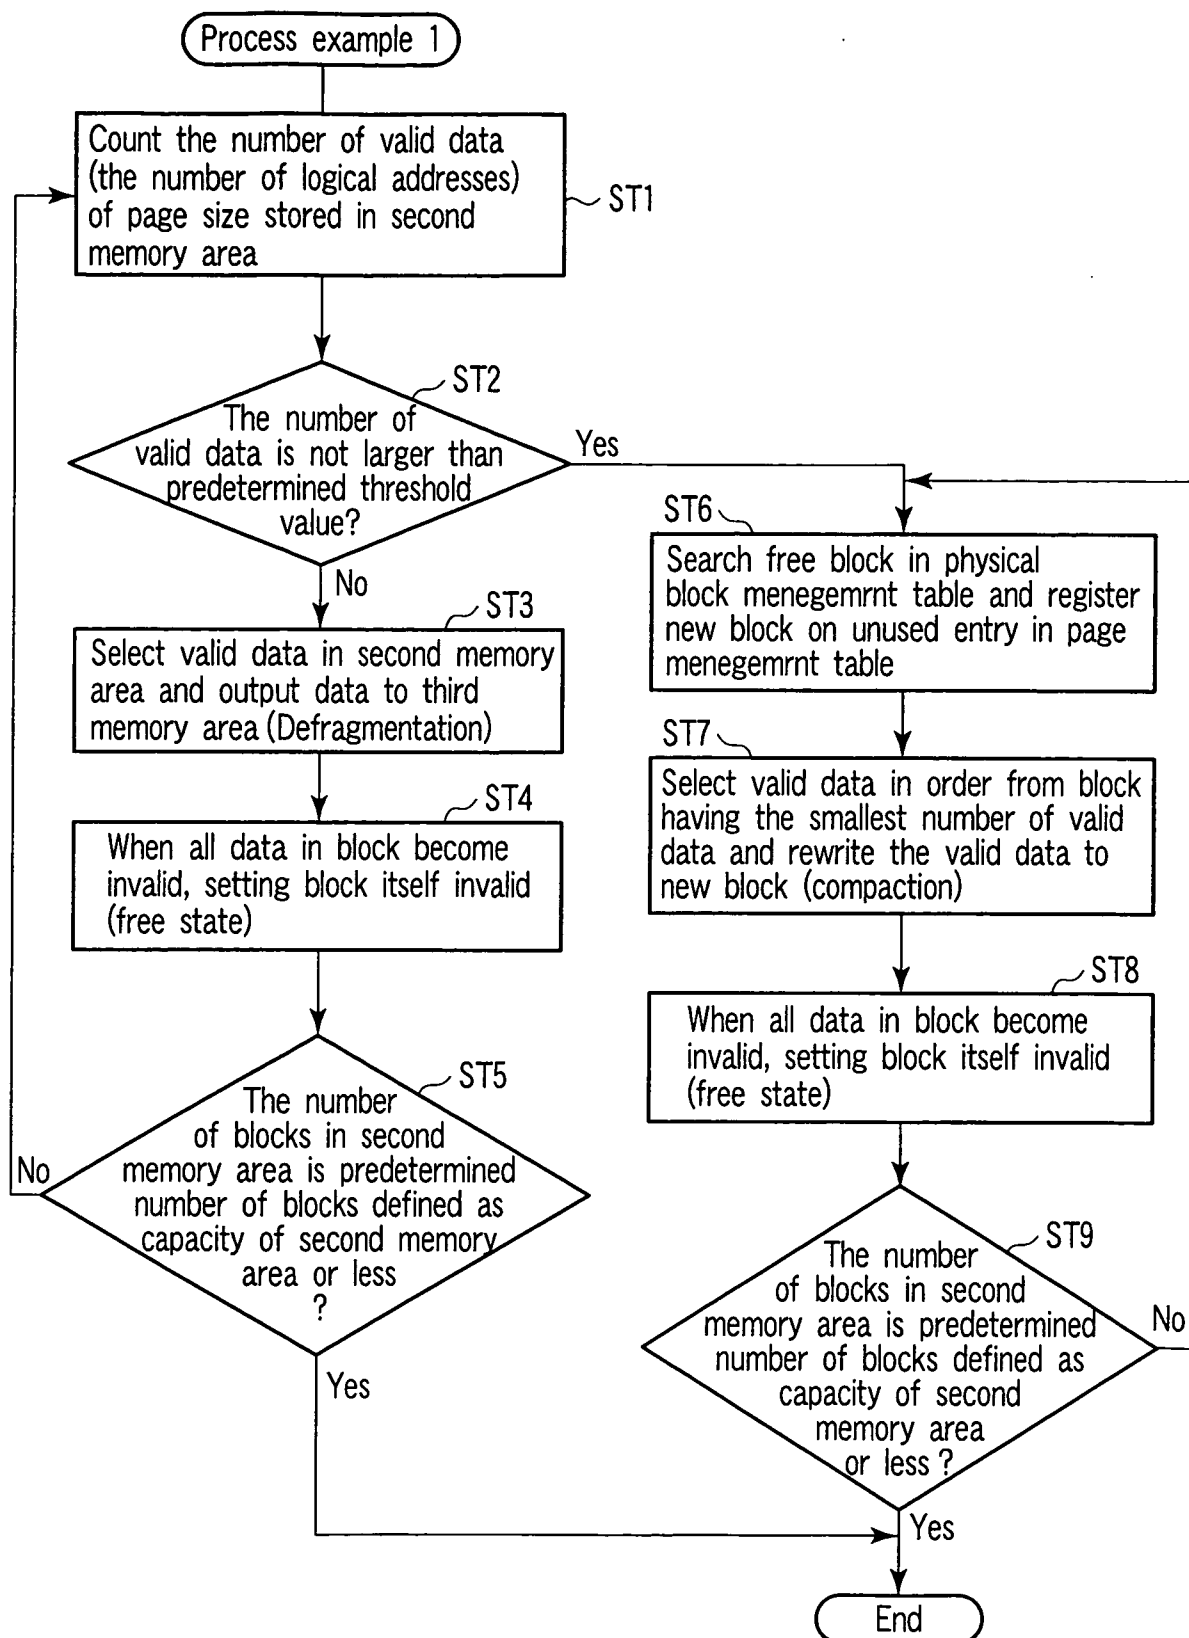 Process example 1
Count the number of valid data
(the number of logical addresses)
of page size stored in second
memory area
ST1
ST2
The number of
valid data is not larger than
predetermined threshold
value?
Yes
No
ST3
Select valid data in second memory
area and output data to third
memory area (Defragmentation)
ST4
When all data in block become
invalid, setting block itself invalid
(free state)
ST5
The number
of blocks in second
memory area is predetermined
number of blocks defined as
capacity of second memory
area or less
?
No
Yes
ST6
Search free block in physical
block menegemrnt table and register
new block on unused entry in page
menegemrnt table
ST7
Select valid data in order from block
having the smallest number of valid
data and rewrite the valid data to
new block (compaction)
ST8
When all data in block become
invalid, setting block itself invalid
(free state)
ST9
The number
of blocks in second
memory area is predetermined
number of blocks defined as
capacity of second
memory area
or less ?
No
Yes
End